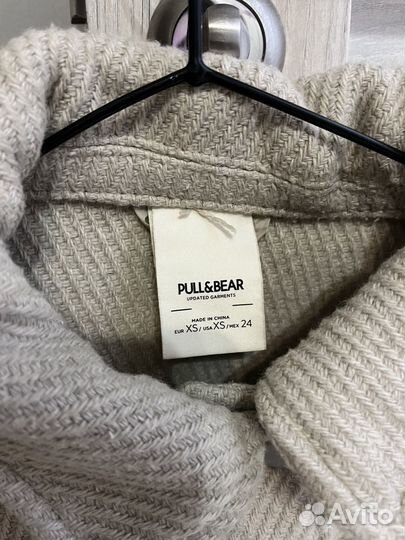 PULL&BEAR
UPDATED GARMENTS
MADE IN CHINA
EUR XS/USA XS/MEX 24
Avito